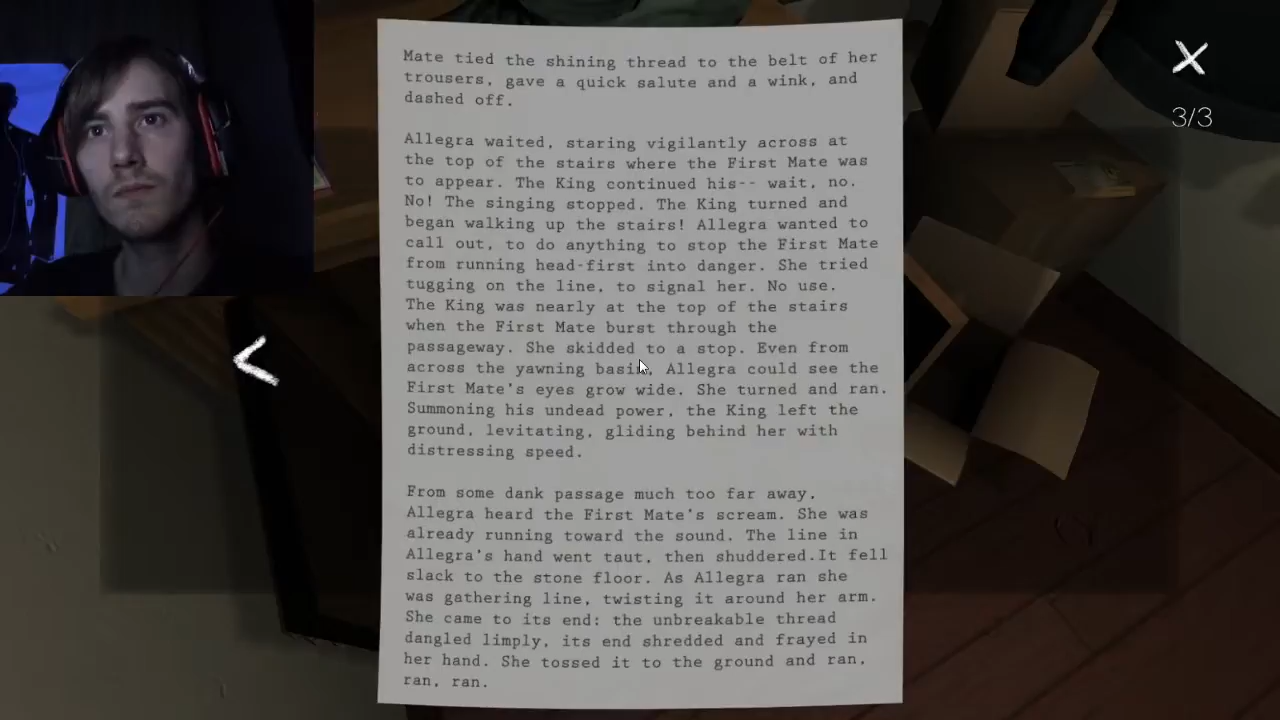 Mate tied the shining thread to the belt of her
trousers, gave a quick salute and a wink, and
dashed off.
Allegra waited, staring vigilantly across at
the top of the stairs where the First Mate was
to appear. The King continued his-- wait, no.
No! The singing stopped. The King turned and
began walking up the stairs! Allegra wanted to
call out, to do anything to stop the First Mate
from running head-first into danger. She tried
tugging on the line, to signal her. No use.
The King was nearly at the top of the stairs
when the First Mate burst through the
passageway. She skidded to a stop. Even from
across the yawning basin, Allegra could see the
First Mate's eyes grow wide. She turned and ran.
Summoning his undead power, the King left the
ground, levitating, gliding behind her with
distressing speed.
From some dank passage much too far away,
Allegra heard the First Mate's scream. She was
already running toward the sound. The line in
Allegra's hand went taut, then shuddered.It fell
slack to the stone floor. As Allegra ran she
was gathering line, twisting it around her arm.
She came to its end: the unbreakable thread
dangled limply, its end shredded and frayed in
her hand. She tossed it to the ground and ran,
ran, ran.
3/3